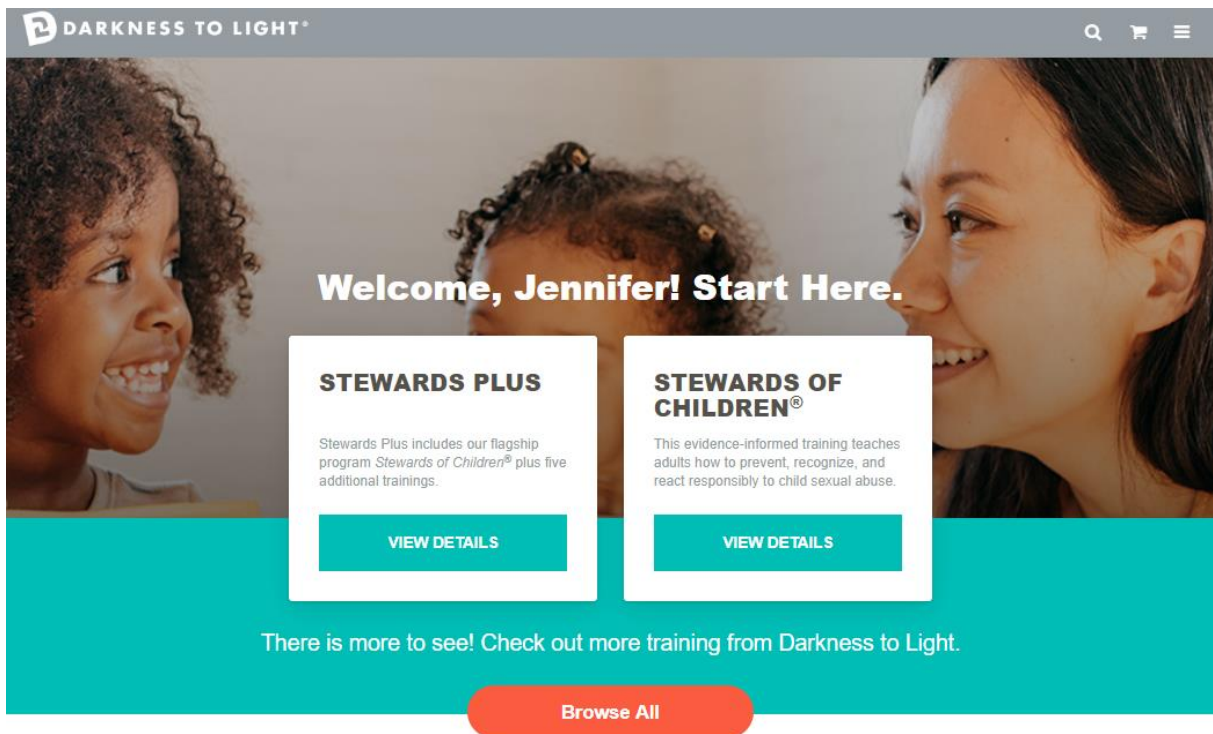 DARKNESS TO LIGHT®
Welcome, Jennifer! Start Here.
STEWARDS PLUS
Stewards Plus includes our flagship
program Stewards of Children® plus five
additional trainings.
VIEW DETAILS
STEWARDS OF
CHILDREN®
This evidence-informed training teaches
adults how to prevent, recognize, and
react responsibly to child sexual abuse.
VIEW DETAILS
There is more to see! Check out more training from Darkness to Light.
Browse All